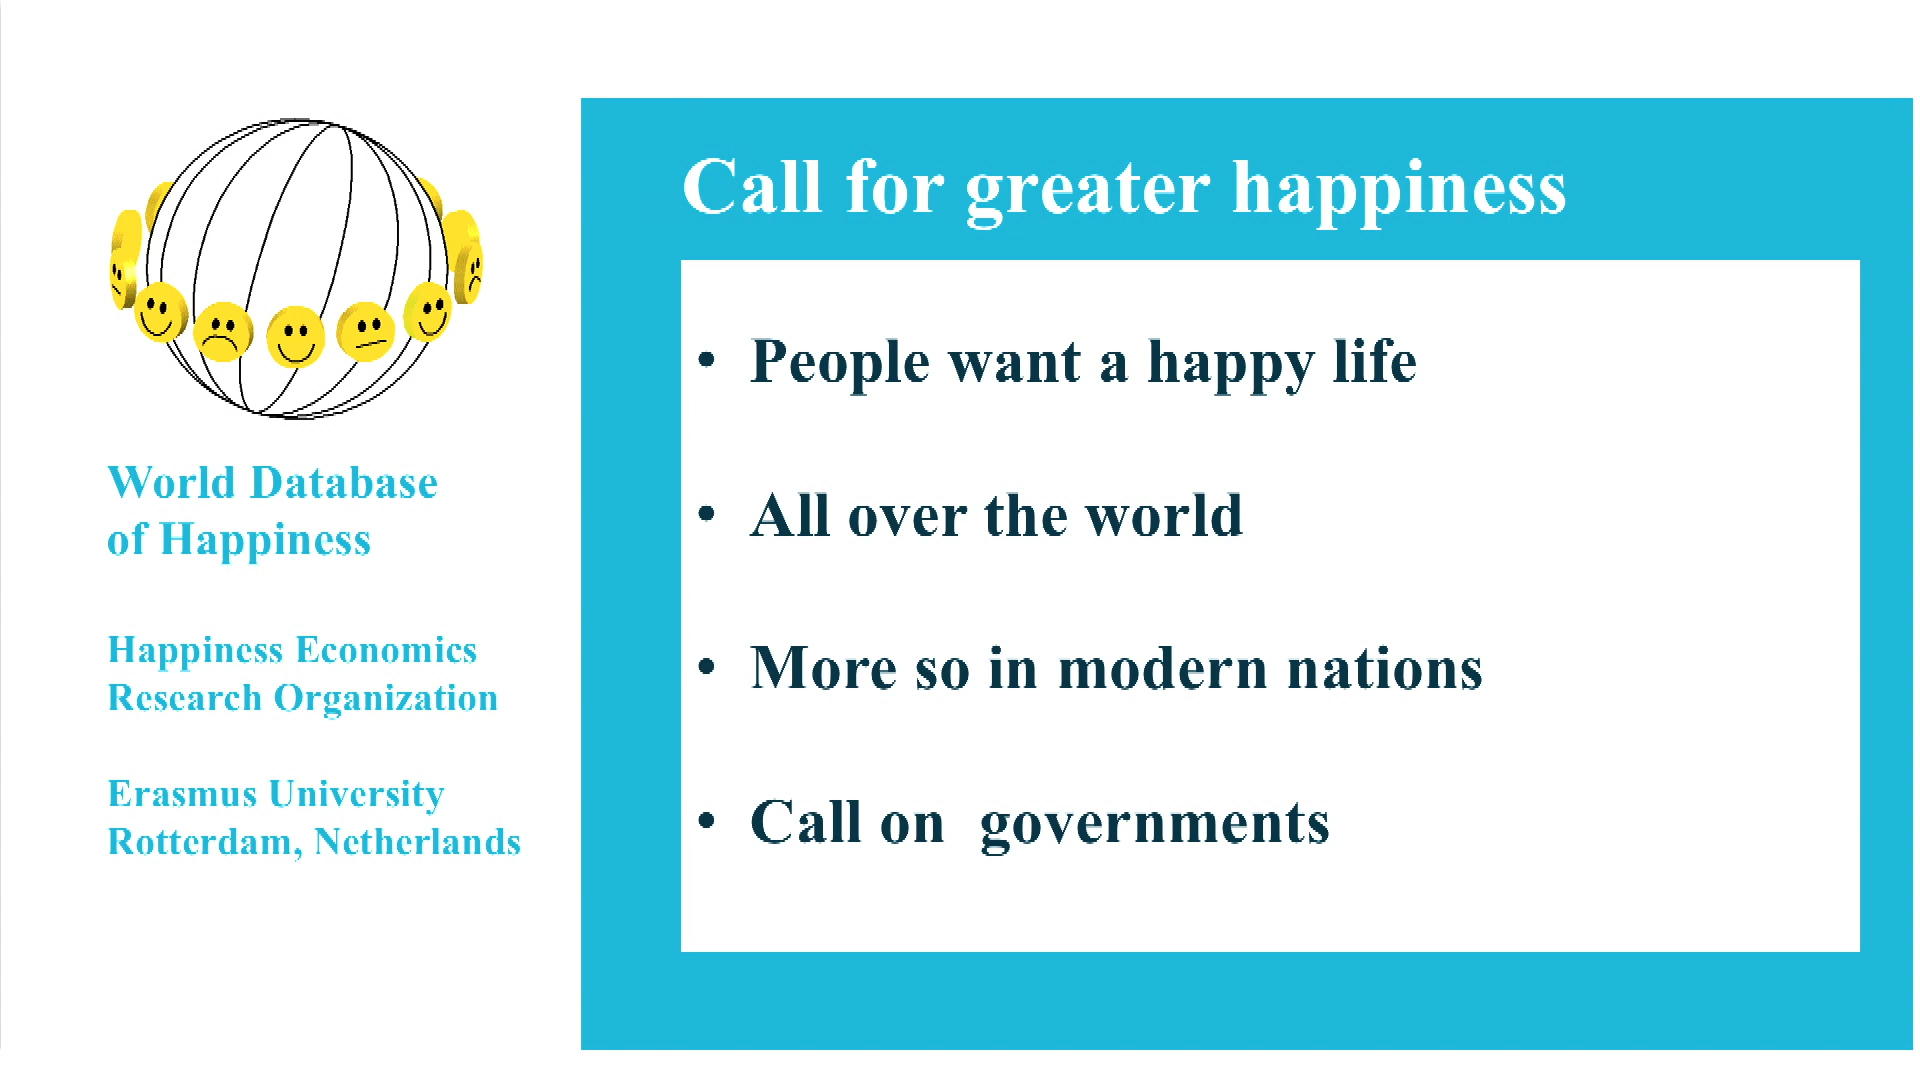 World Database
of Happiness
Happiness Economics
Research Organization
Erasmus University
Rotterdam, Netherlands
Call for greater happiness
• People want a happy life
• All over the world
• More so in modern nations
• Call on  governments